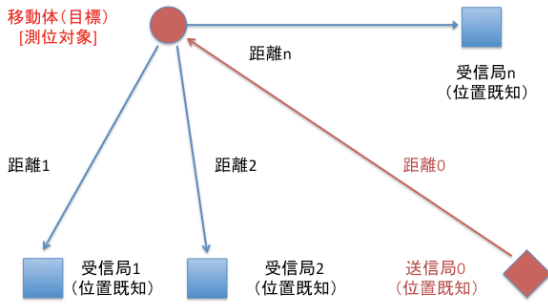 移動体(目標)
[測位対象]
距離n
受信局n
(位置既知)
距離1
距離2
距離0
受信局1
(位置既知)
受信局2
(位置既知)
送信局0
(位置既知)